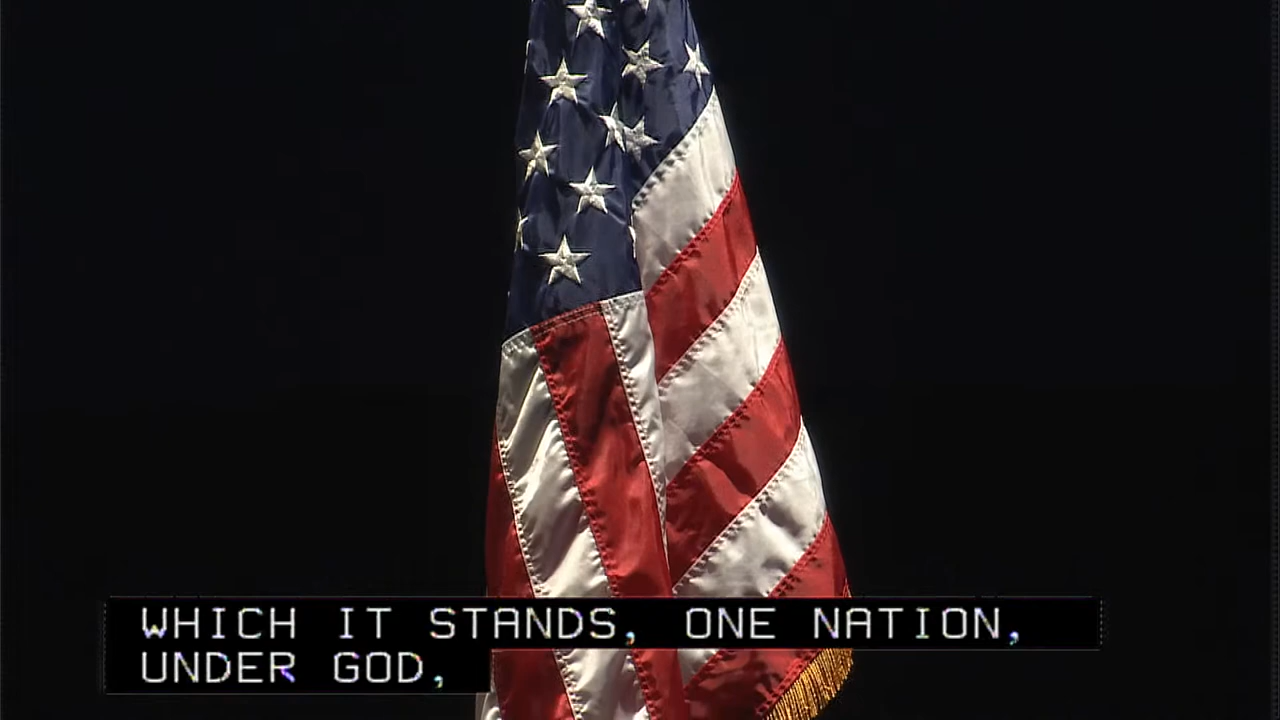 WHICH IT STANDS, ONE NATION,
UNDER GOD,